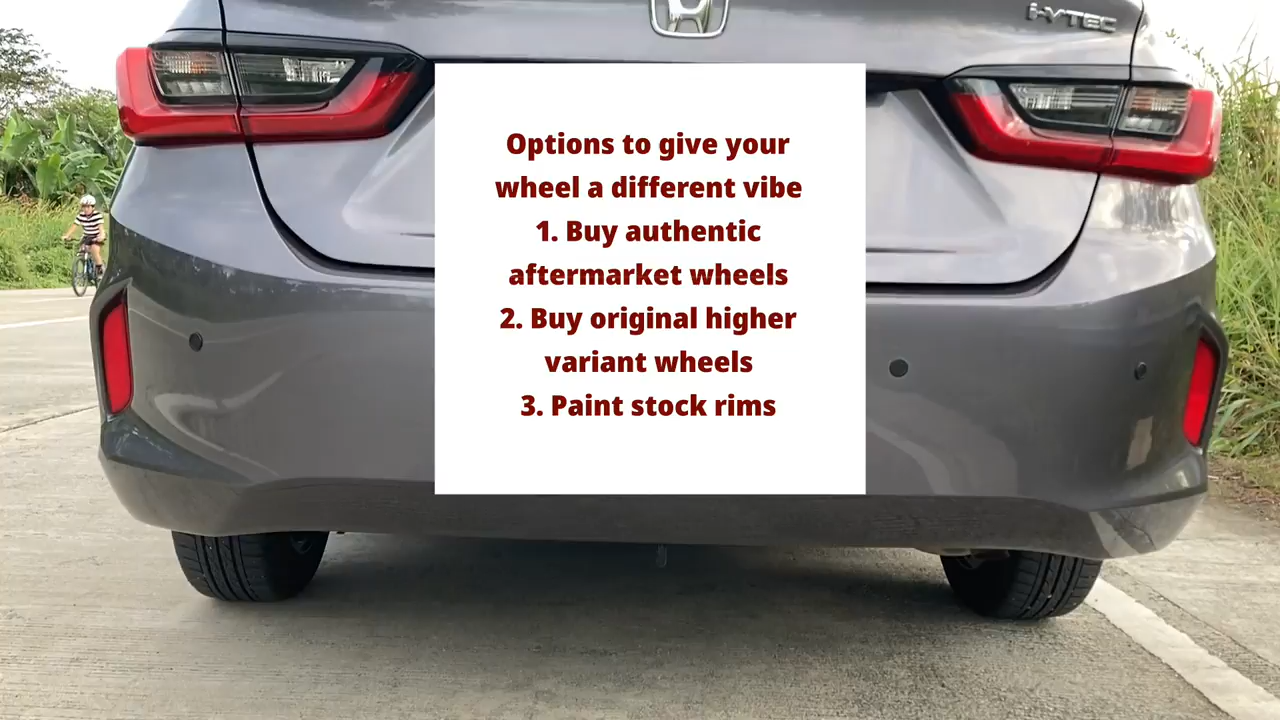 i-VTEC
Options to give your
wheel a different vibe
1. Buy authentic
aftermarket wheels
2. Buy original higher
variant wheels
3. Paint stock rims